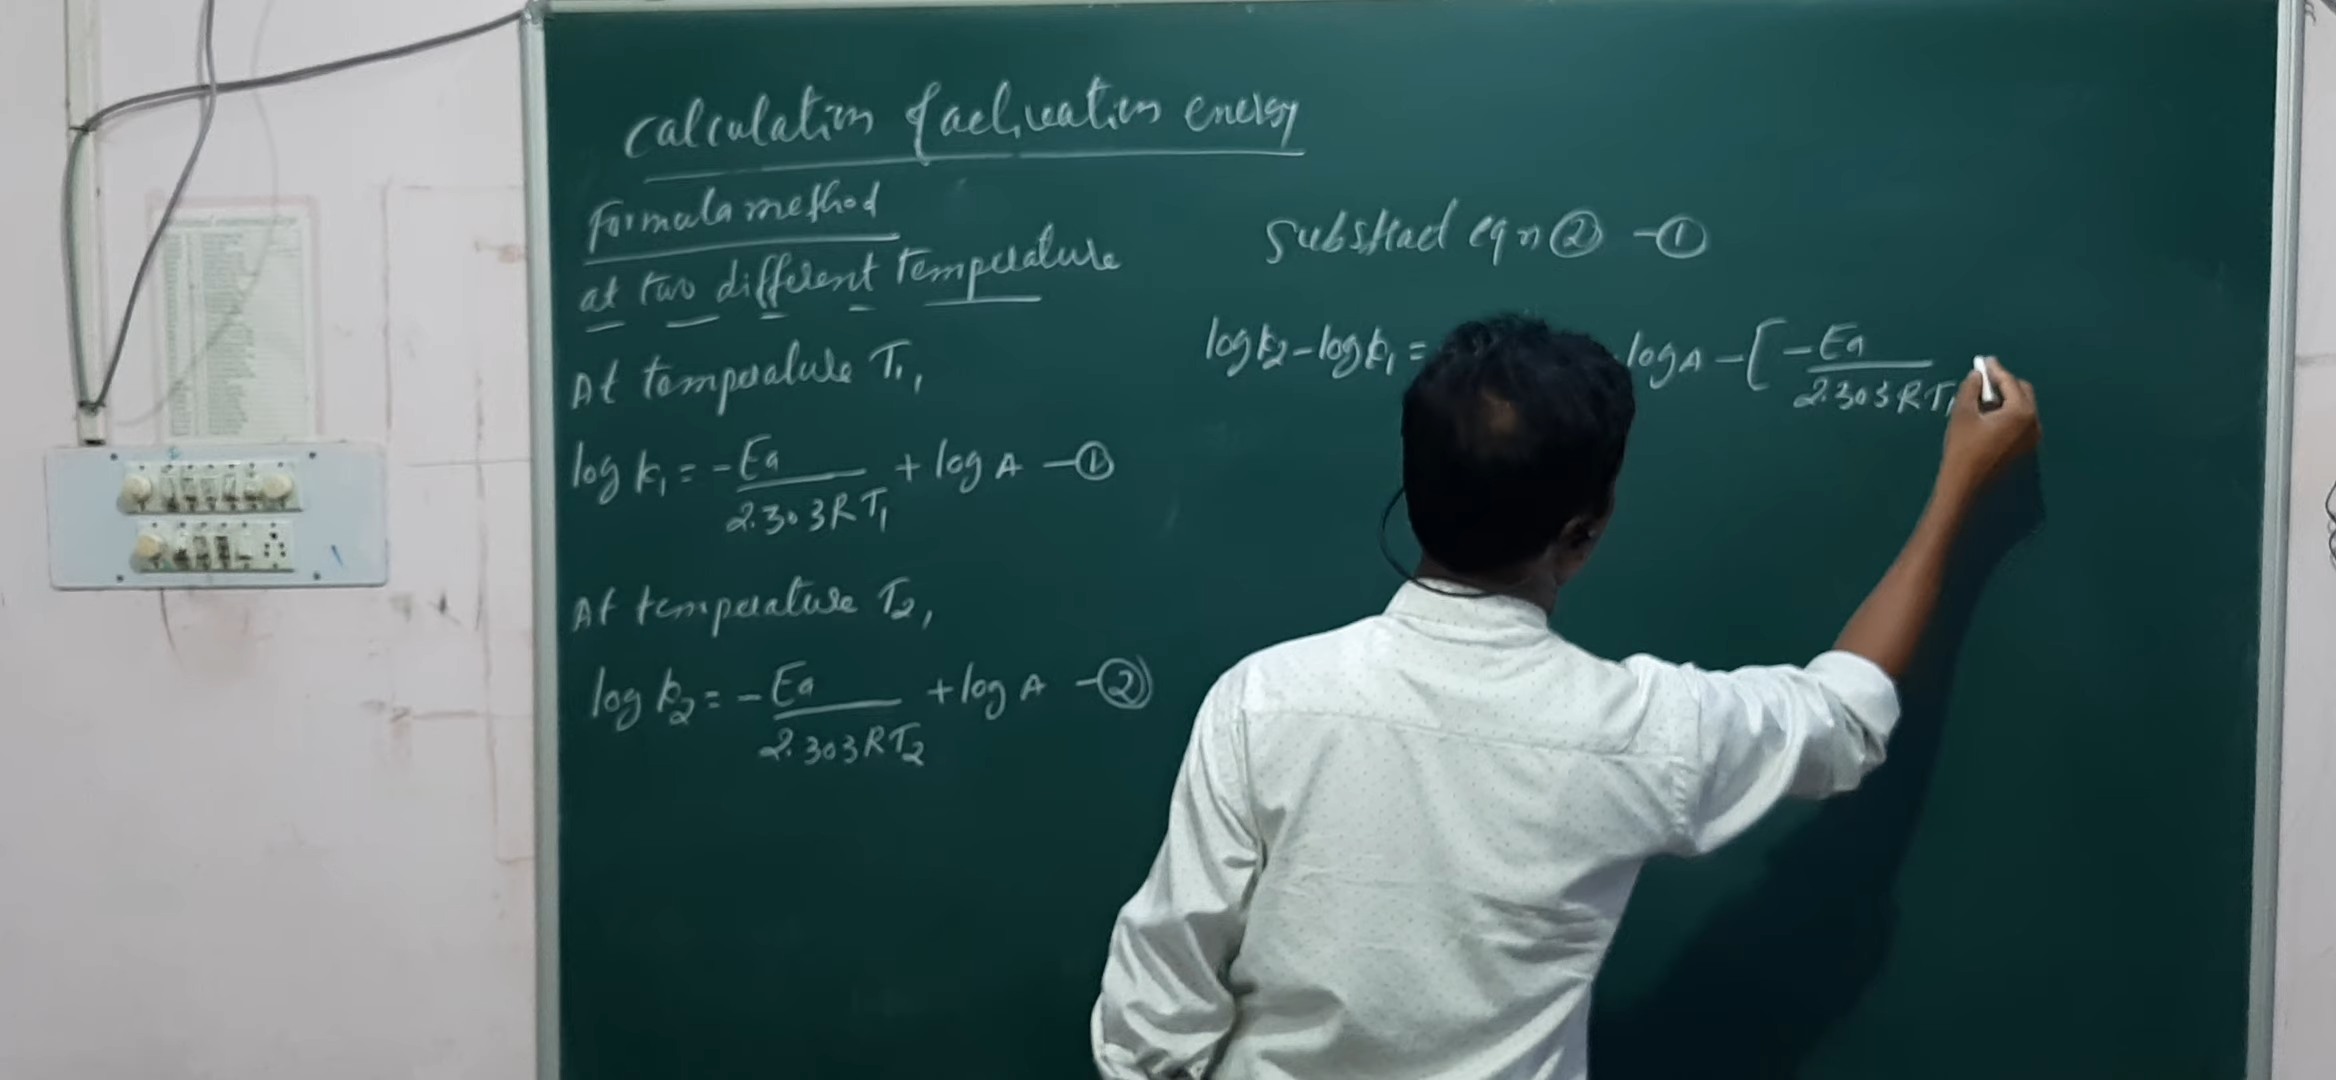 Calculation of activation energy
Formula method
at two different temperature
At temperature T₁,
log k₁ = -Ea/2.303RT₁ + log A -①
At temperature T₂,
log k₂ = -Ea/2.303RT₂ + log A -②
Substract eqn ② -①
log k₂ - log k₁ = log A - [-Ea/2.303RT₁